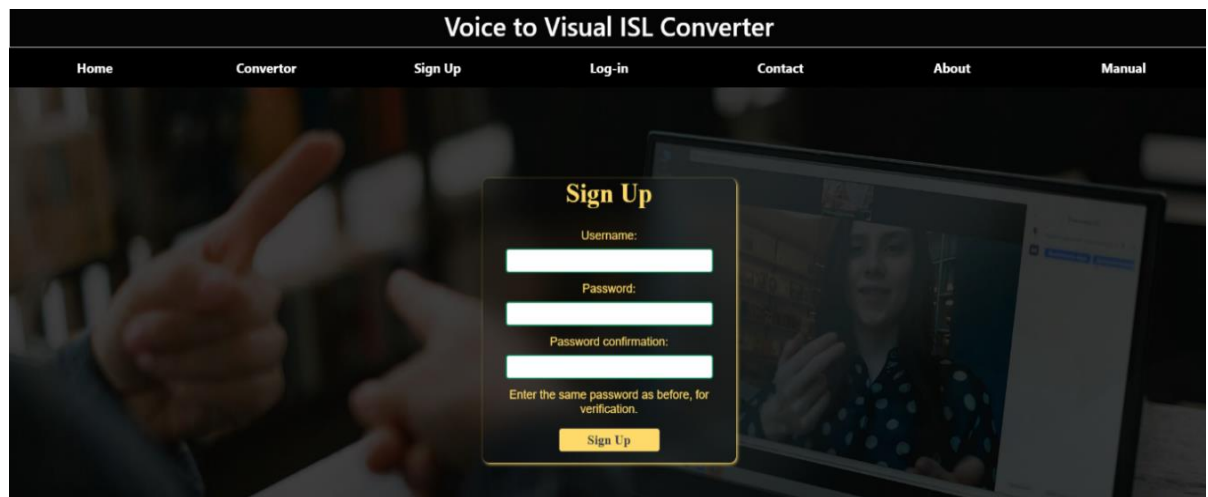 Voice to Visual ISL Converter
Home Convertor Sign Up Log-in Contact About Manual
Sign Up
Username:
Password:
Password confirmation:
Enter the same password as before, for
verification.
Sign Up